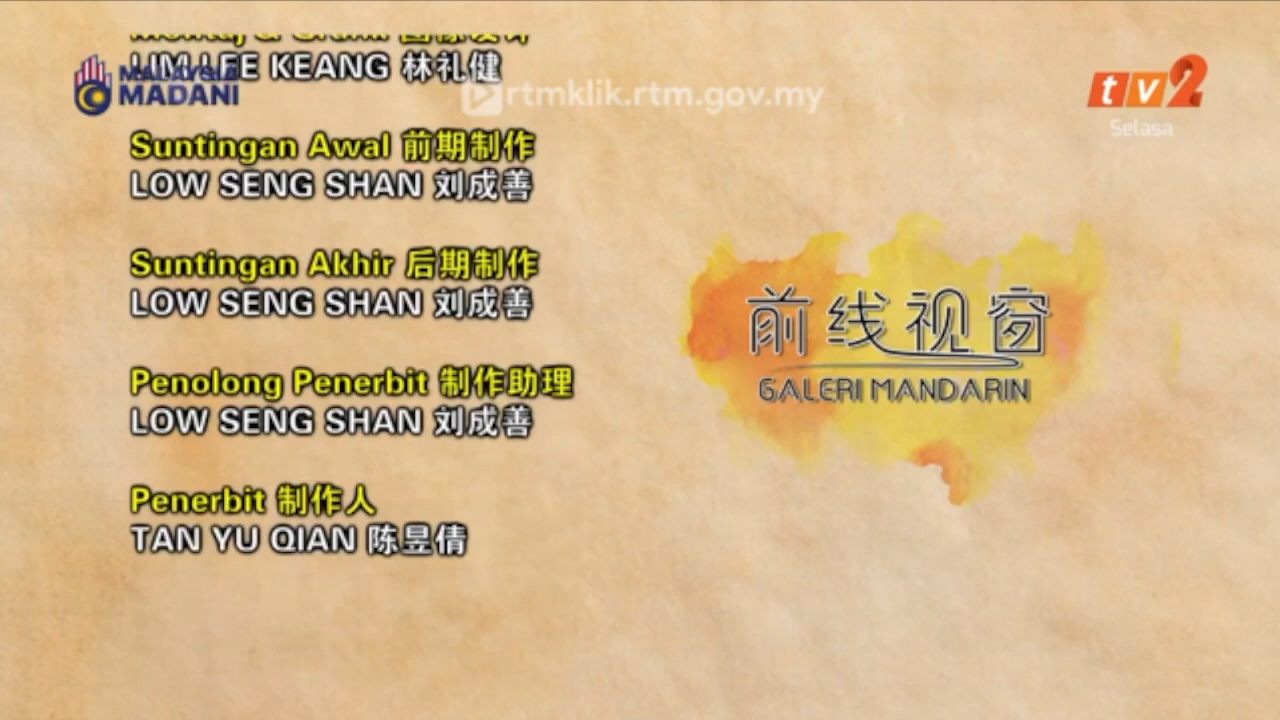 LIM LEE KEANG 林礼健
MALAYSIA
MADANI
rtmklik.rtm.gov.my
tv2
Selasa
Suntingan Awal 前期制作
LOW SENG SHAN 刘成善
Suntingan Akhir 后期制作
LOW SENG SHAN 刘成善
Penolong Penerbit 制作助理
LOW SENG SHAN 刘成善
Penerbit 制作人
TAN YU QIAN 陈昱倩
前线视窗
GALERI MANDARIN